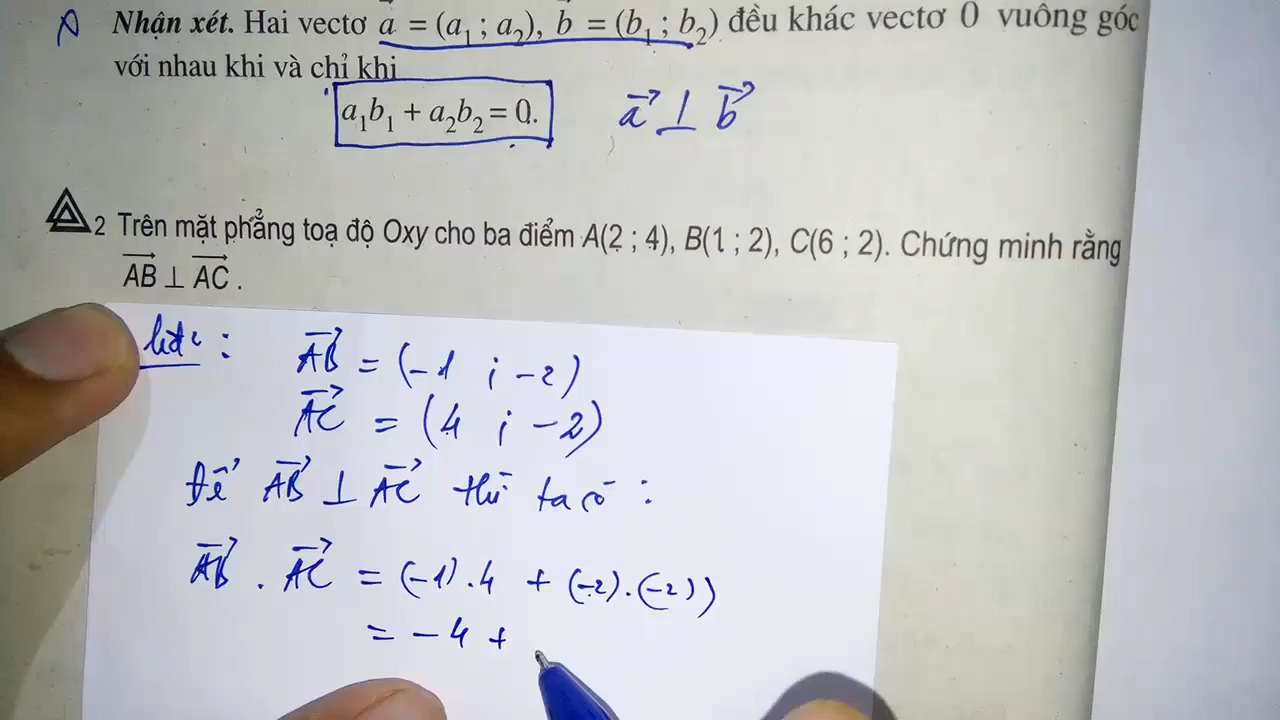 Nhận xét. Hai vectơ a = (a₁ ; a₂), b⃗ = (b₁ ; b₂) đều khác vectơ 0 vuông góc
với nhau khi và chỉ khi
a₁b₁ + a₂b₂ = 0. a⃗ ⊥ b⃗
2 Trên mặt phẳng toạ độ Oxy cho ba điểm A(2 ; 4), B(1 ; 2), C(6 ; 2). Chứng minh rằng
AB⃗ ⊥ AC⃗ .
AB⃗ = (-1 ; -2)
AC⃗ = (4 ; -2)
Để AB⃗ ⊥ AC⃗ thì ta có :
AB⃗ . AC⃗ = (-1).4 + (-2).(-2))
= -4 +